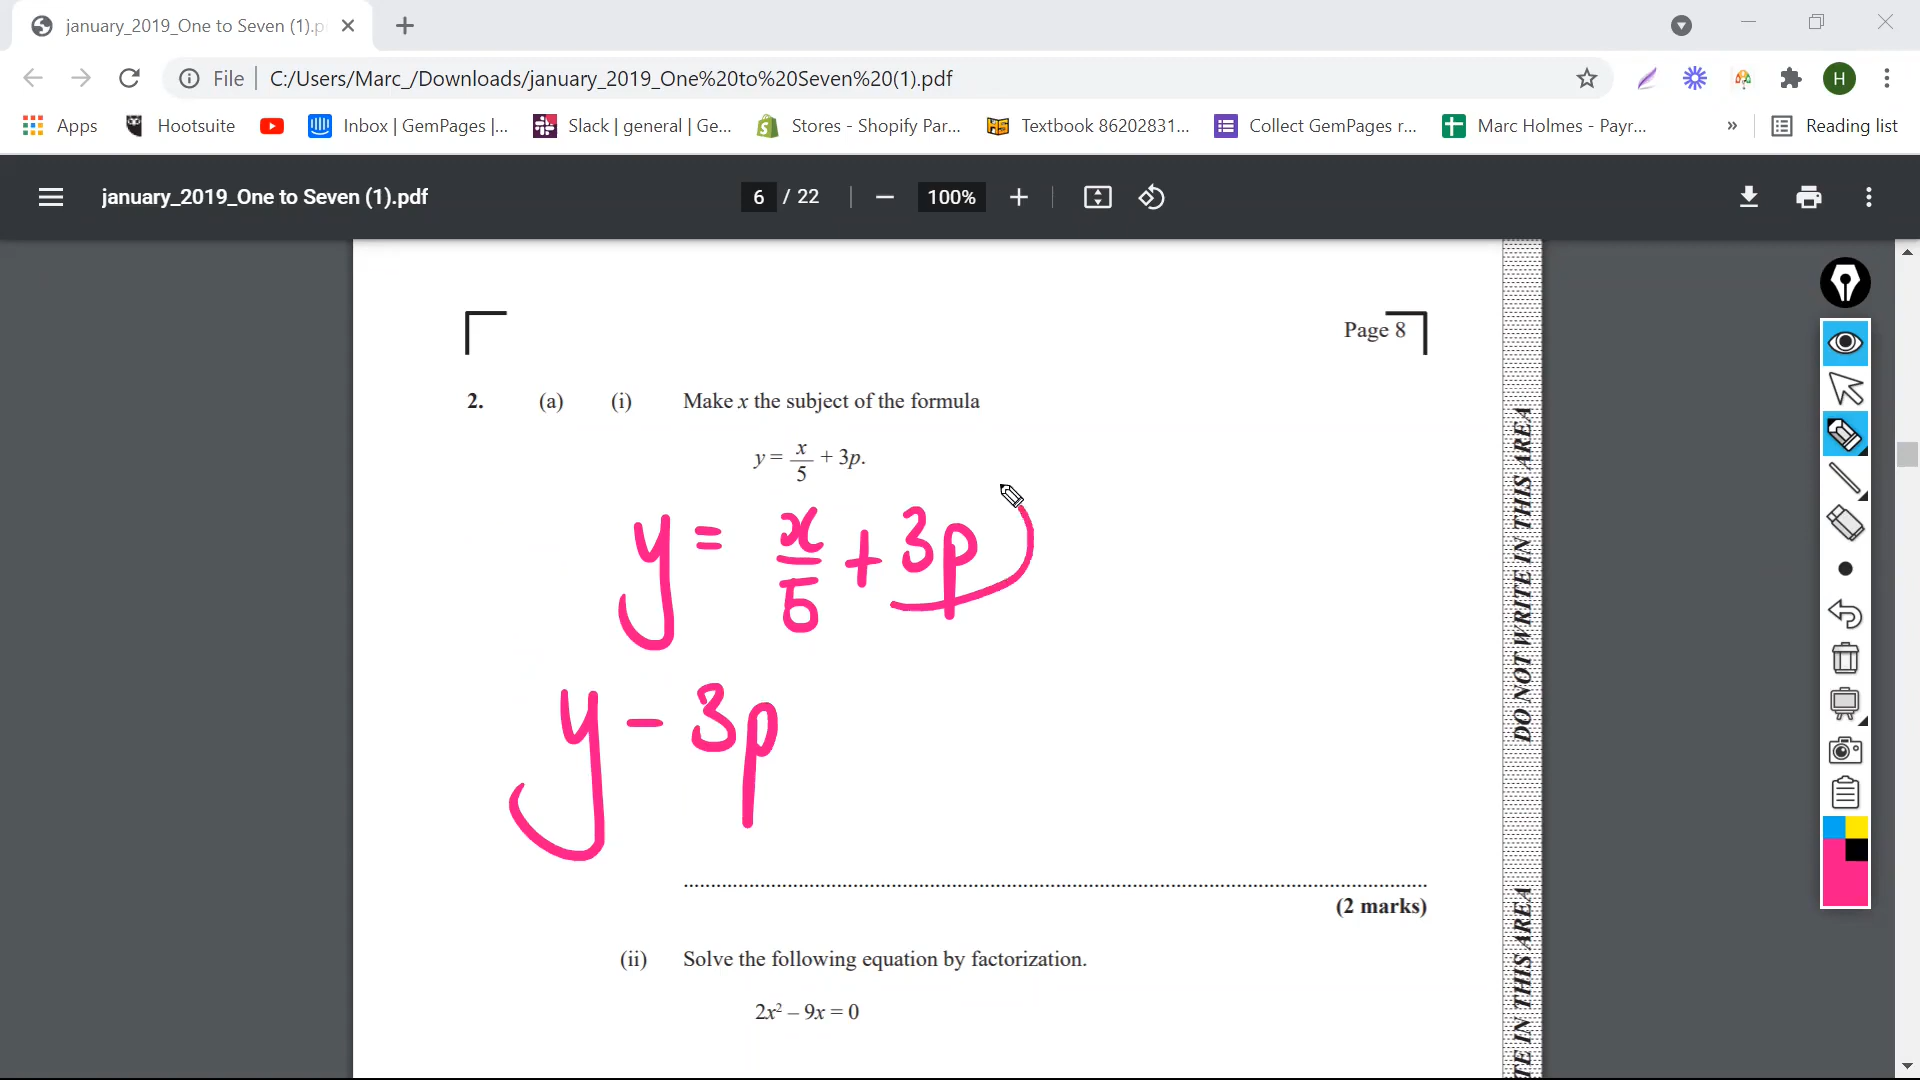 january_2019_One to Seven (1).p
File
C:/Users/Marc_/Downloads/january_2019_One%20to%20Seven%20(1).pdf
H
Apps
Hootsuite
Inbox | GemPages |...
Slack | general | Ge...
Stores - Shopify Par...
Textbook 86202831...
Collect GemPages r...
Marc Holmes - Payr...
»
Reading list
january_2019_One to Seven (1).pdf
6 / 22
100%
Page 8
2. (a) (i) Make x the subject of the formula
y = x/5 + 3p.
y = x/5 + 3p
y - 3p
(2 marks)
(ii) Solve the following equation by factorization.
2x² – 9x = 0
DO NOT WRITE IN THIS AREA
TE IN THIS AREA